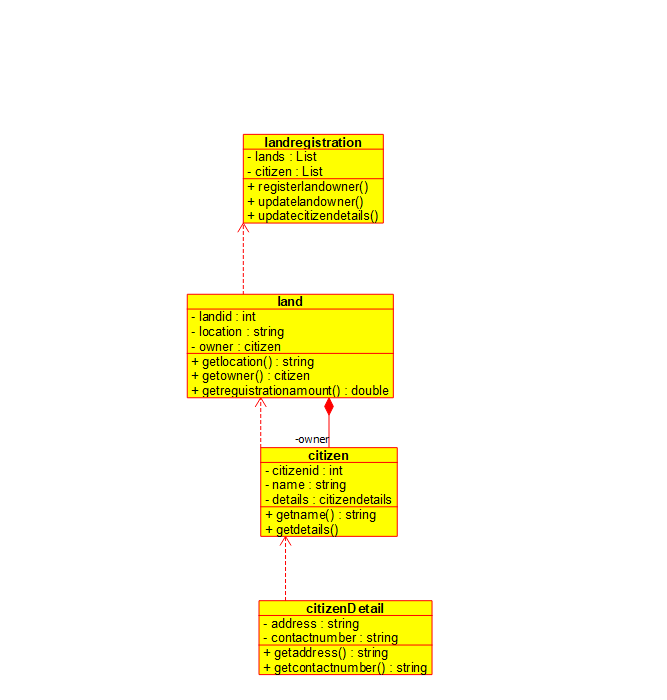 landregistration
- lands : List
- citizen : List
+ registerlandowner()
+ updatelandowner()
+ updatecitizendetails()
land
- landid : int
- location : string
- owner : citizen
+ getlocation() : string
+ getowner() : citizen
+ getreguistrationamount() : double
-owner
citizen
- citizenid : int
- name : string
- details : citizendetails
+ getname() : string
+ getdetails()
citizenDetail
- address : string
- contactnumber : string
+ getaddress() : string
+ getcontactnumber() : string